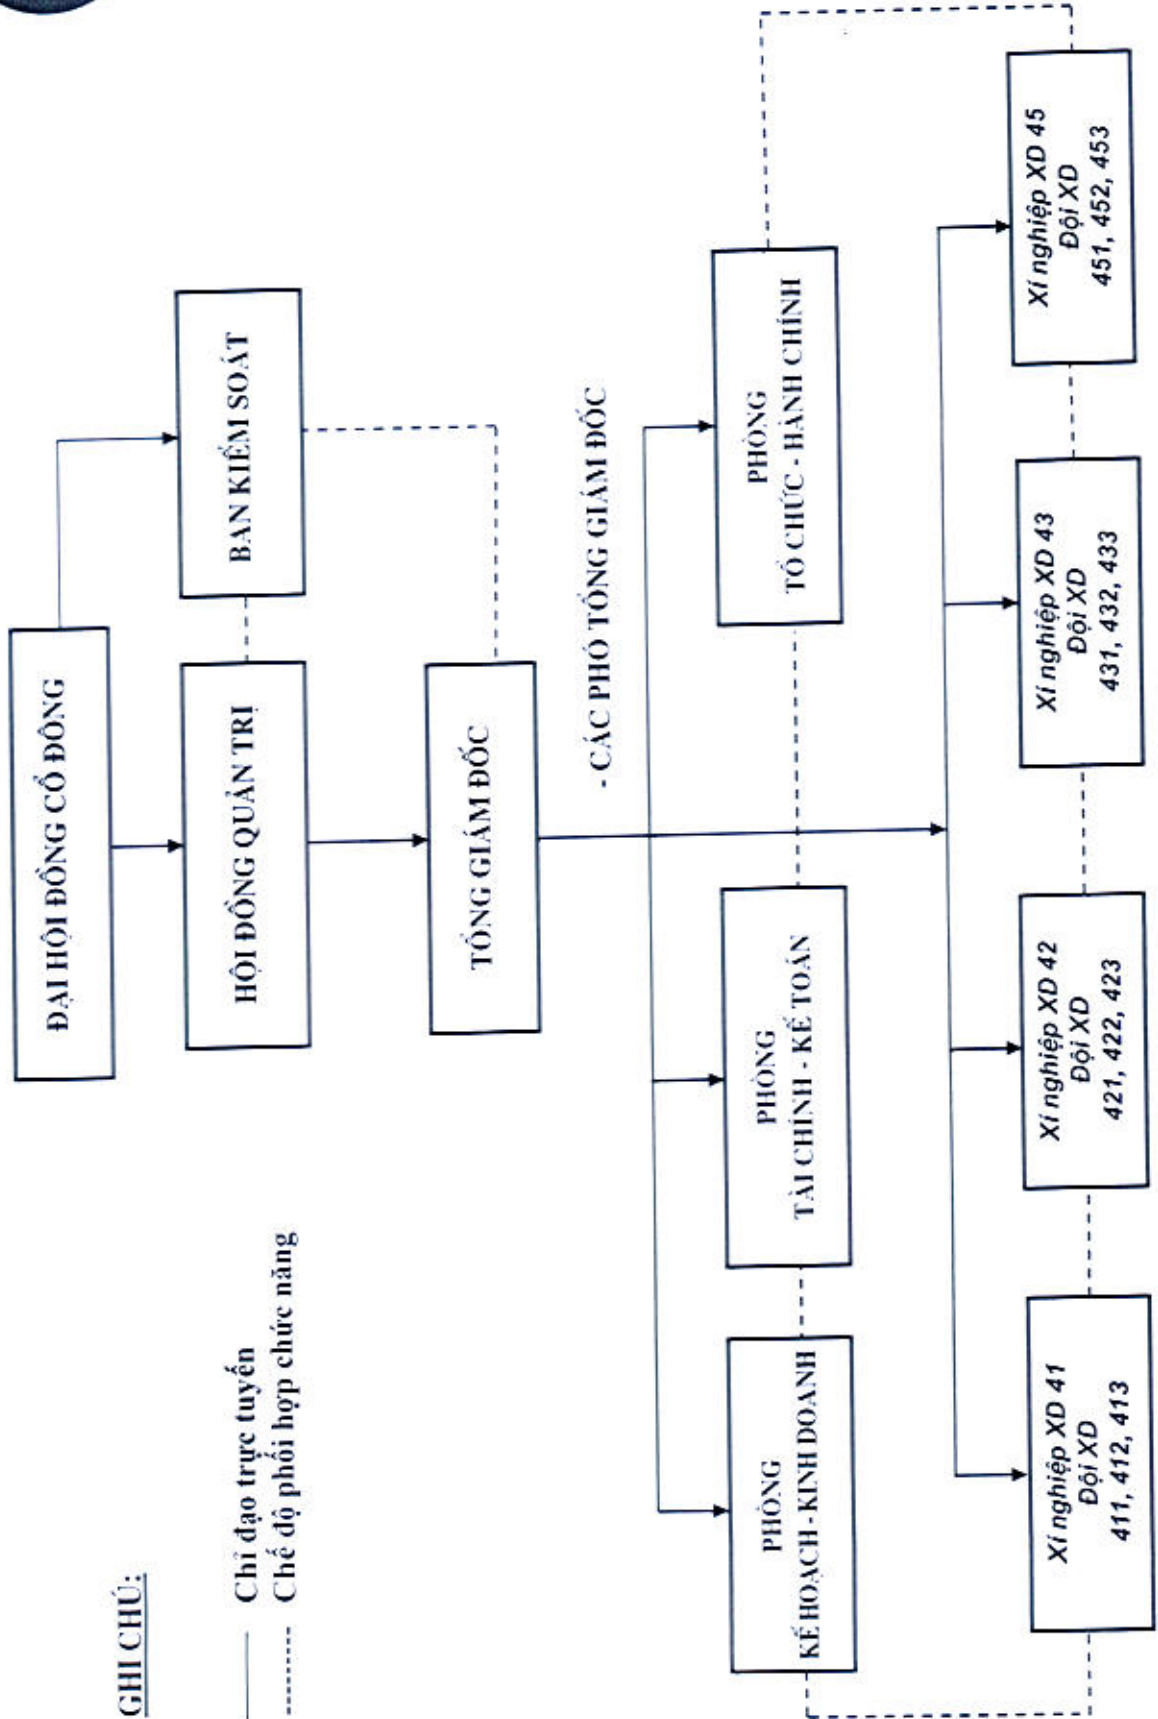 ĐẠI HỘI ĐỒNG CỔ ĐÔNG
HỘI ĐỒNG QUẢN TRỊ
BAN KIỂM SOÁT
TỔNG GIÁM ĐỐC
- CÁC PHÓ TỔNG GIÁM ĐỐC
GHI CHÚ:
Chỉ đạo trực tuyến
Chế độ phối hợp chức năng
PHÒNG
KẾ HOẠCH - KINH DOANH
PHÒNG
TÀI CHÍNH - KẾ TOÁN
PHÒNG
TỔ CHỨC - HÀNH CHÍNH
Xí nghiệp XD 41
Đội XD
411, 412, 413
Xí nghiệp XD 42
Đội XD
421, 422, 423
Xí nghiệp XD 43
Đội XD
431, 432, 433
Xí nghiệp XD 45
Đội XD
451, 452, 453